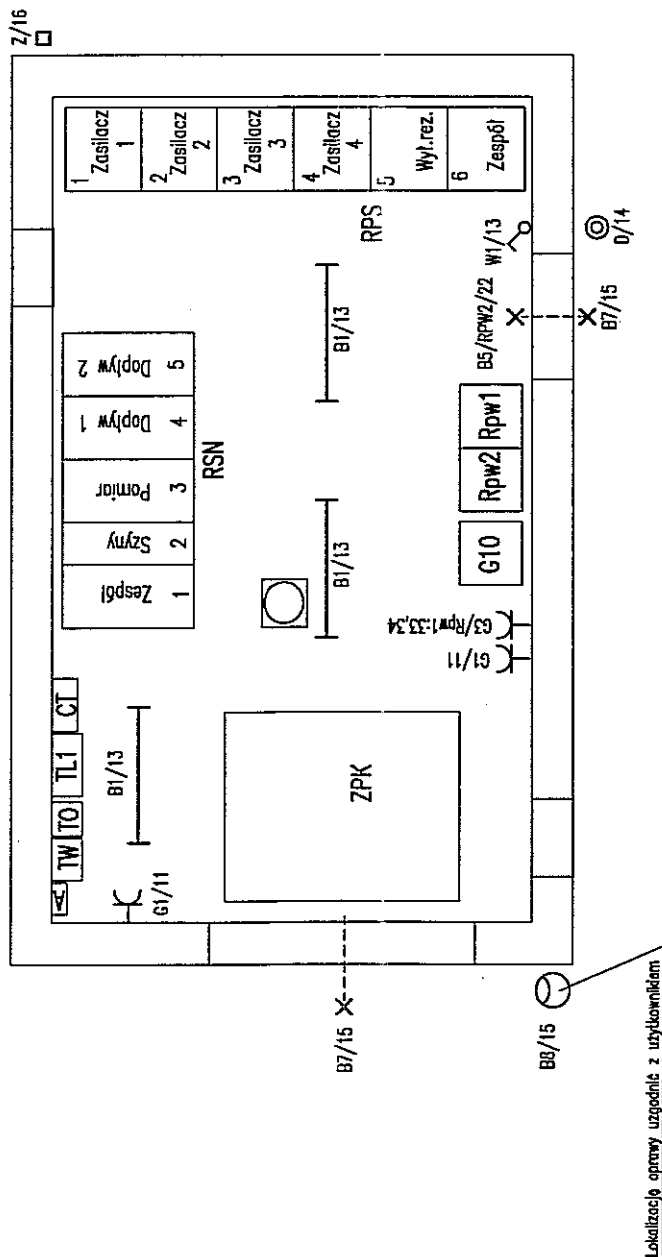 Z/16
1
Zasilacz
1
2
Zasilacz
2
3
Zasilacz
3
4
Zasilacz
4
5
Wył.rez.
6
Zespół
RPS
W1/13
D/14
B5/RPW2/22
B7/15
B1/13
Dopływ 2
5
Dopływ 1
4
Pomiar
3
Szyny
2
Zespół
1
RSN
Rpw1
Rpw2
G10
B1/13
G3/Rpw1:33,34
G1/11
CT
TL1
TO
TW
A
B1/13
G1/11
ZPK
B7/15
B8/15
Lokalizację oprawy uzgodnić z użytkownikiem